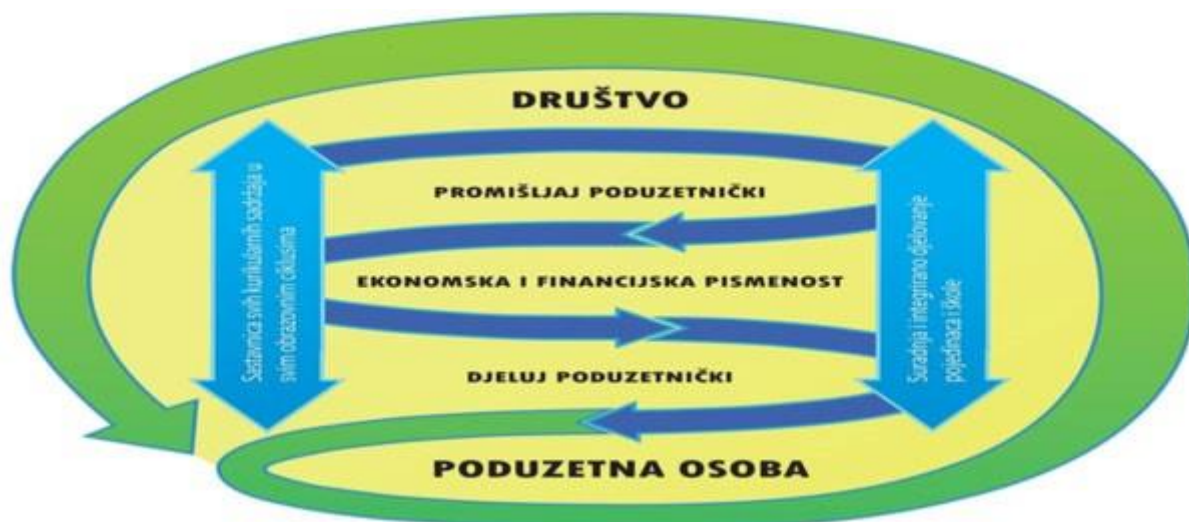 DRUŠTVO
Sastavnica svih kurikularnih sadržaja u
svim obrazovnim ciklusima
PROMIŠLJAJ PODUZETNIČKI
EKONOMSKA I FINANCIJSKA PISMENOST
DJELUJ PODUZETNIČKI
Suradnja i integrirano djelovanje
pojedinaca i škole
PODUZETNA OSOBA